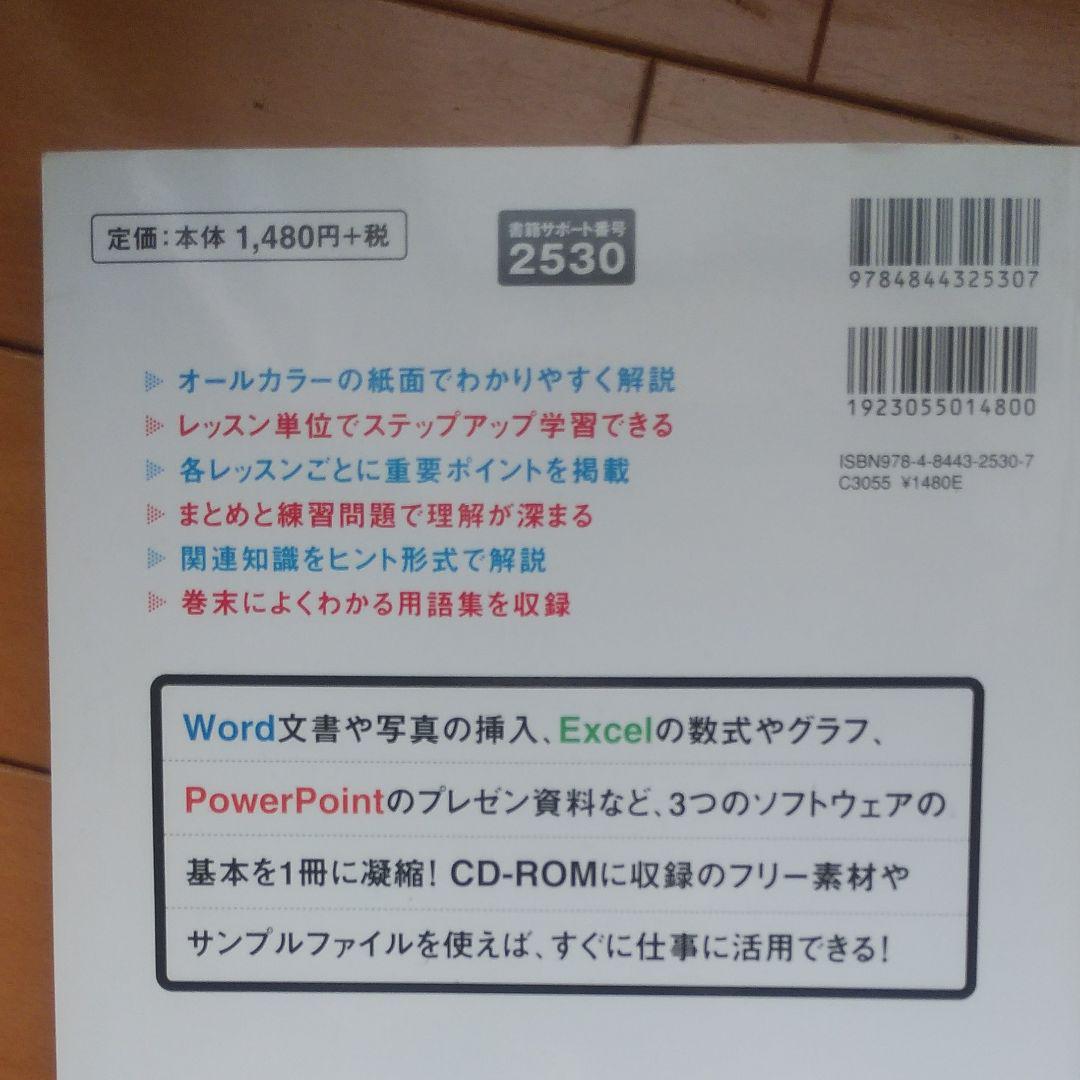 定価：本体 1,480円＋税
書籍サポート番号
2530
9784844325307
1923055014800
ISBN978-4-8443-2530-7
C3055 ¥1480E
オールカラーの紙面でわかりやすく解説
レッスン単位でステップアップ学習できる
各レッスンごとに重要ポイントを掲載
まとめと練習問題で理解が深まる
関連知識をヒント形式で解説
巻末によくわかる用語集を収録
Word文書や写真の挿入、Excelの数式やグラフ、
PowerPointのプレゼン資料など、3つのソフトウェアの
基本を1冊に凝縮！CD-ROMに収録のフリー素材や
サンプルファイルを使えば、すぐに仕事に活用できる！